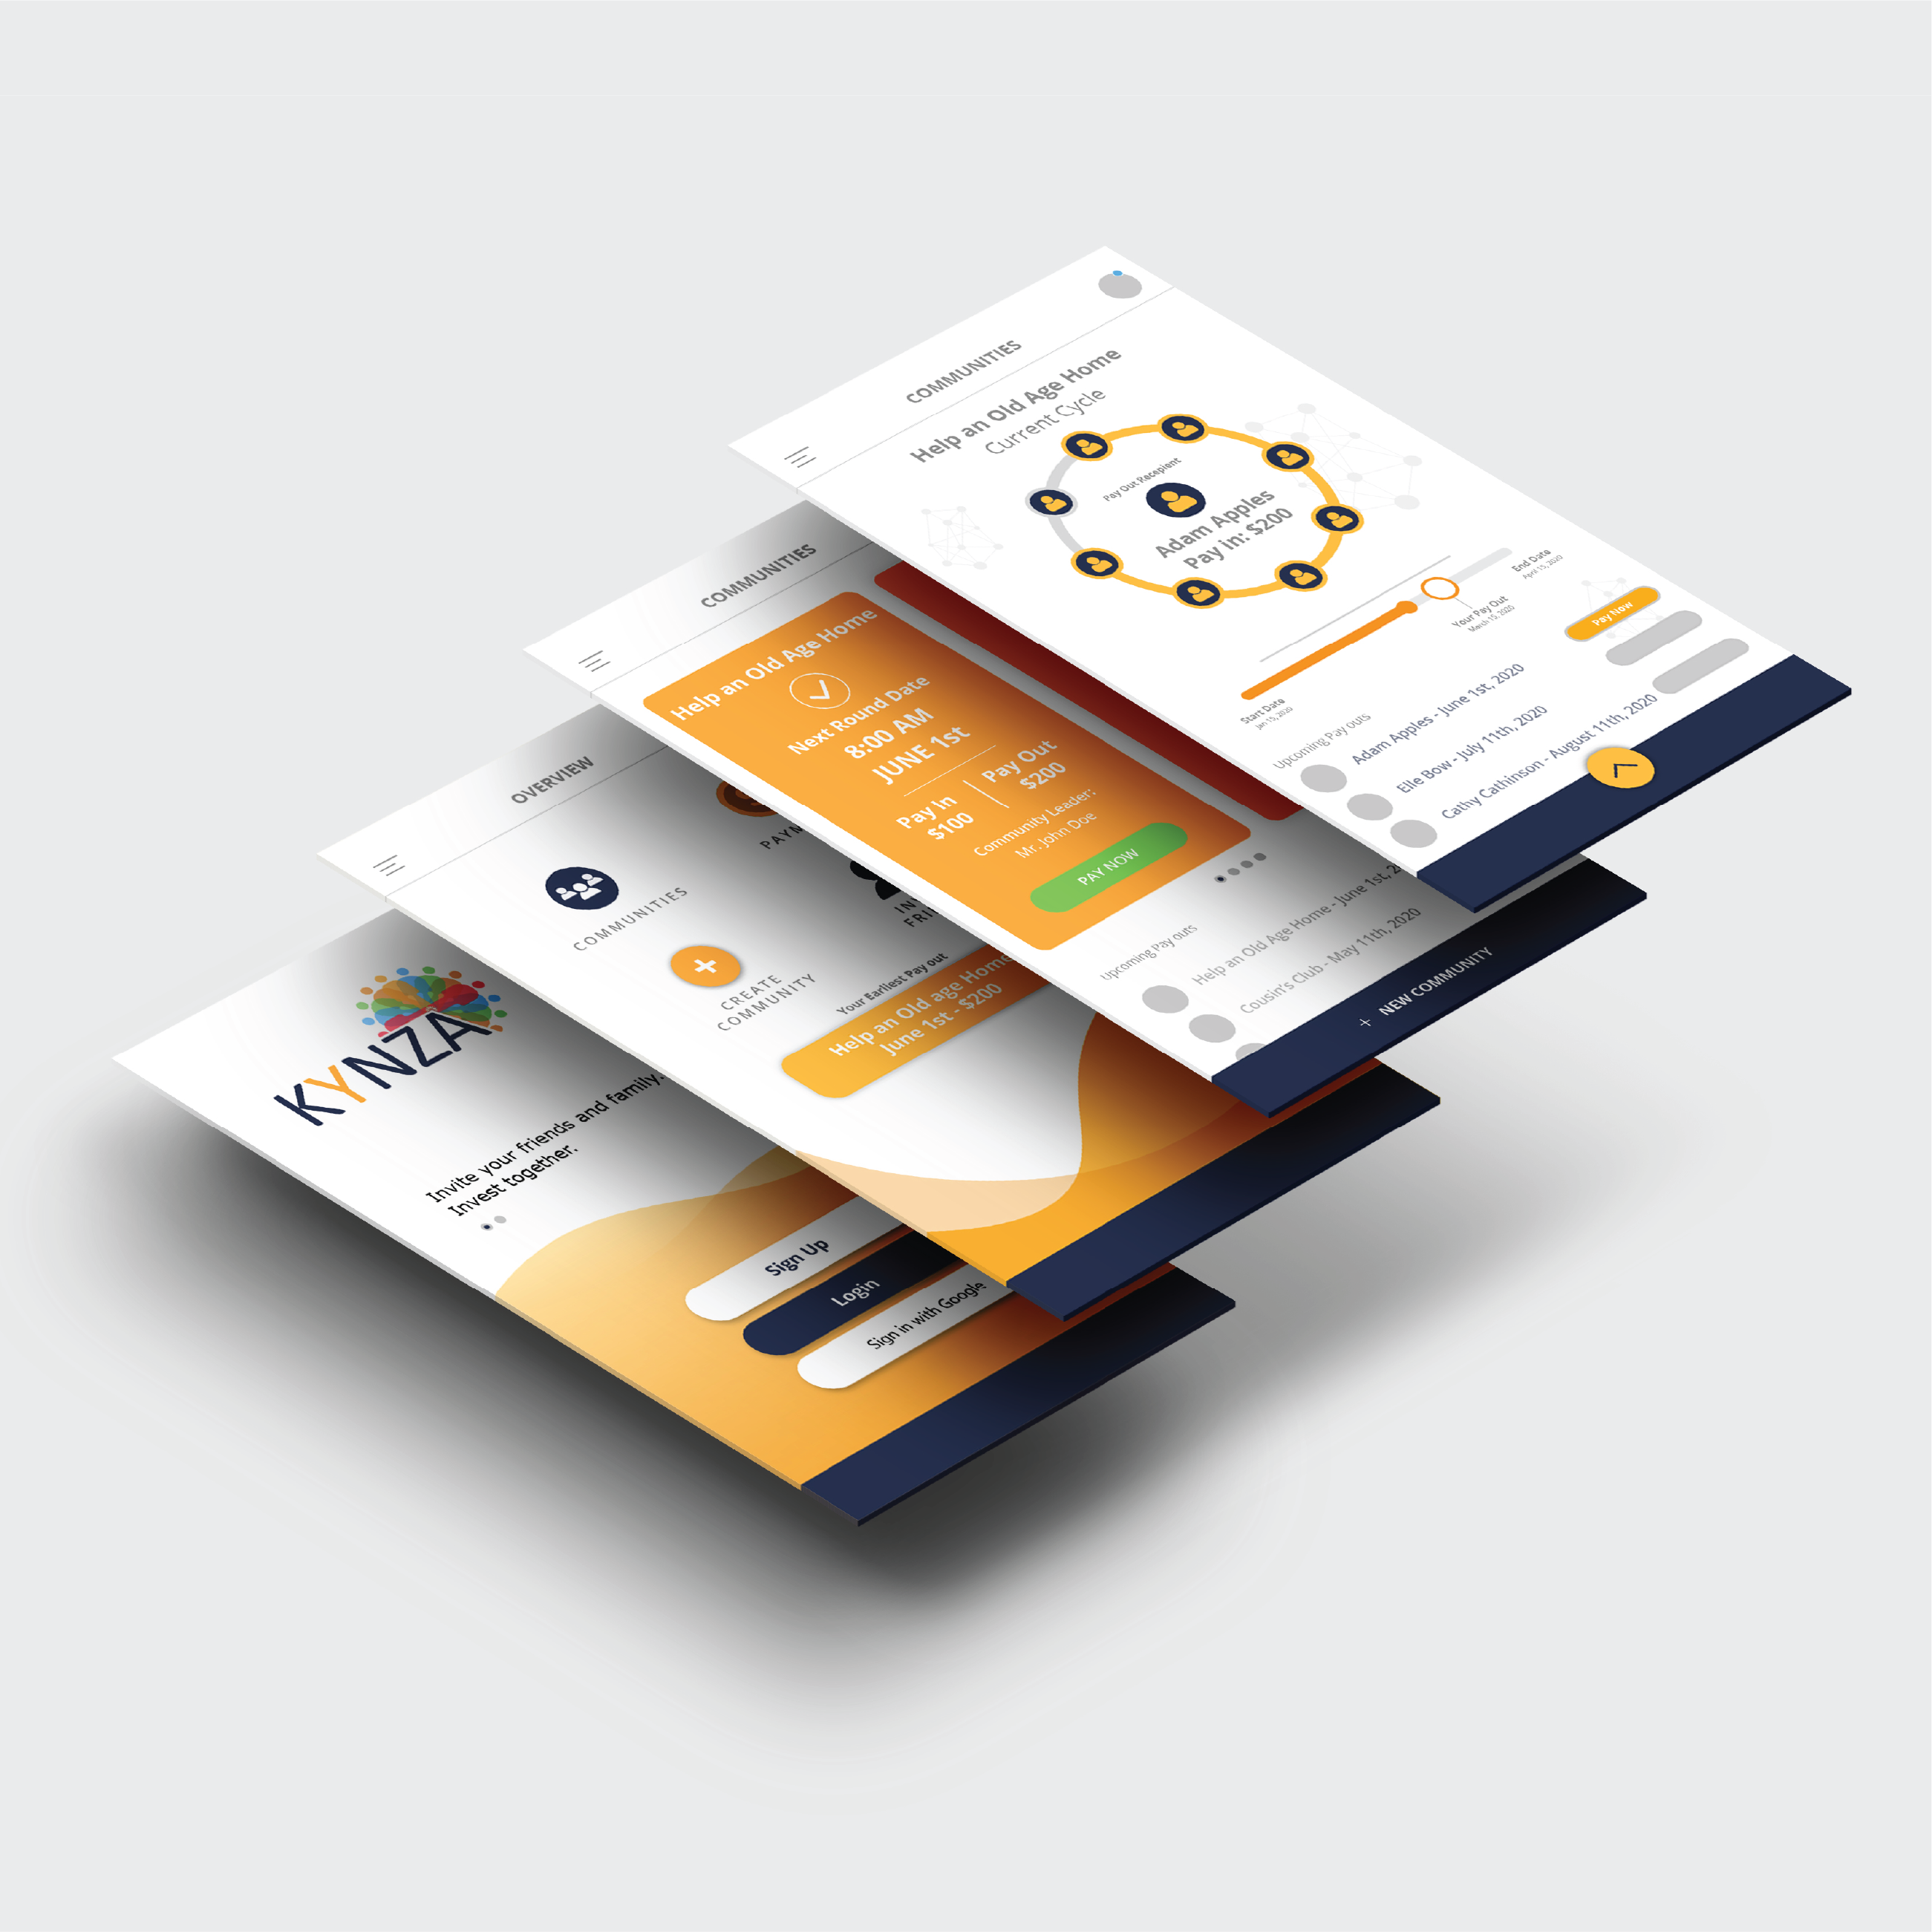 COMMUNITIES
Help an Old Age Home
Current Cycle
Pay Out Recepient
Adam Apples
Pay in: $200
Start Date
Jan 15, 2020
Your Pay Out
March 15, 2020
End Date
April 15, 2020
Upcoming Pay outs
Pay Now
Adam Apples - June 1st, 2020
Elle Bow - July 11th, 2020
Cathy Cathinson - August 11th, 2020
COMMUNITIES
Help an Old Age Home
Next Round Date
8:00 AM
JUNE 1st
Pay In
$100
Pay Out
$200
Community Leader:
Mr. John Doe
PAY NOW
Upcoming Pay outs
Help an Old Age Home - June 1st, 2
Cousin's Club - May 11th, 2020
+ NEW COMMUNITY
OVERVIEW
COMMUNITIES
PAYM
CREATE
COMMUNITY
IN
FRI
Your Earliest Pay out
Help an Old age Home
June 1st - $200
KYNZA
Invite your friends and family.
Invest together.
Sign Up
Login
Sign in with Google